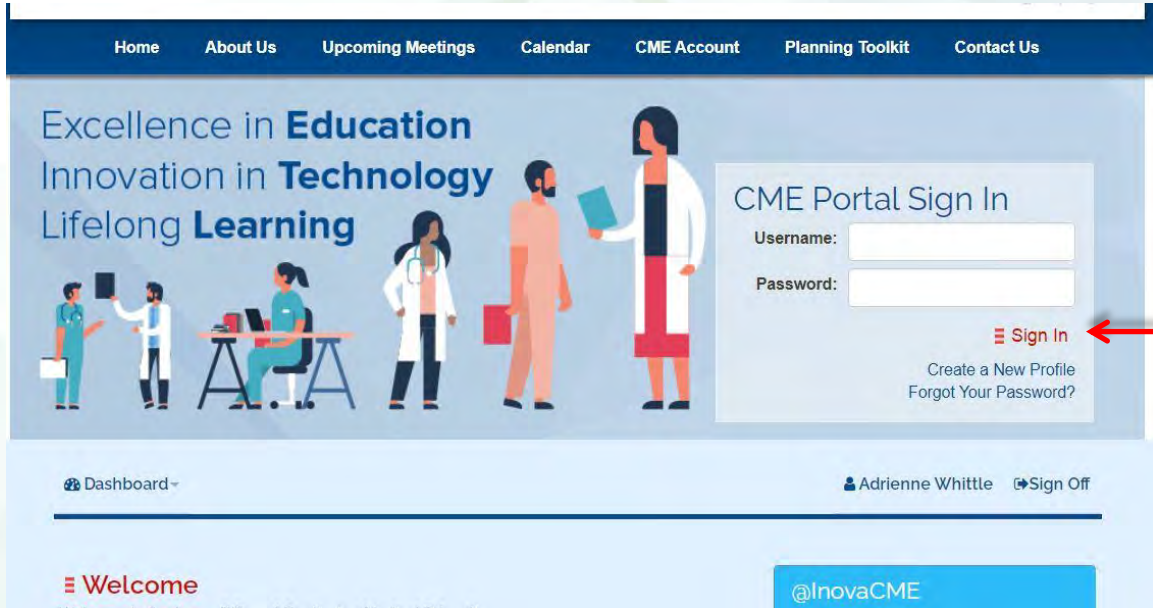 Home About Us Upcoming Meetings Calendar CME Account Planning Toolkit Contact Us
Excellence in Education
Innovation in Technology
Lifelong Learning
CME Portal Sign In
Username:
Password:
Sign In
Create a New Profile
Forgot Your Password?
Dashboard
Adrienne Whittle Sign Off
Welcome
@InovaCME